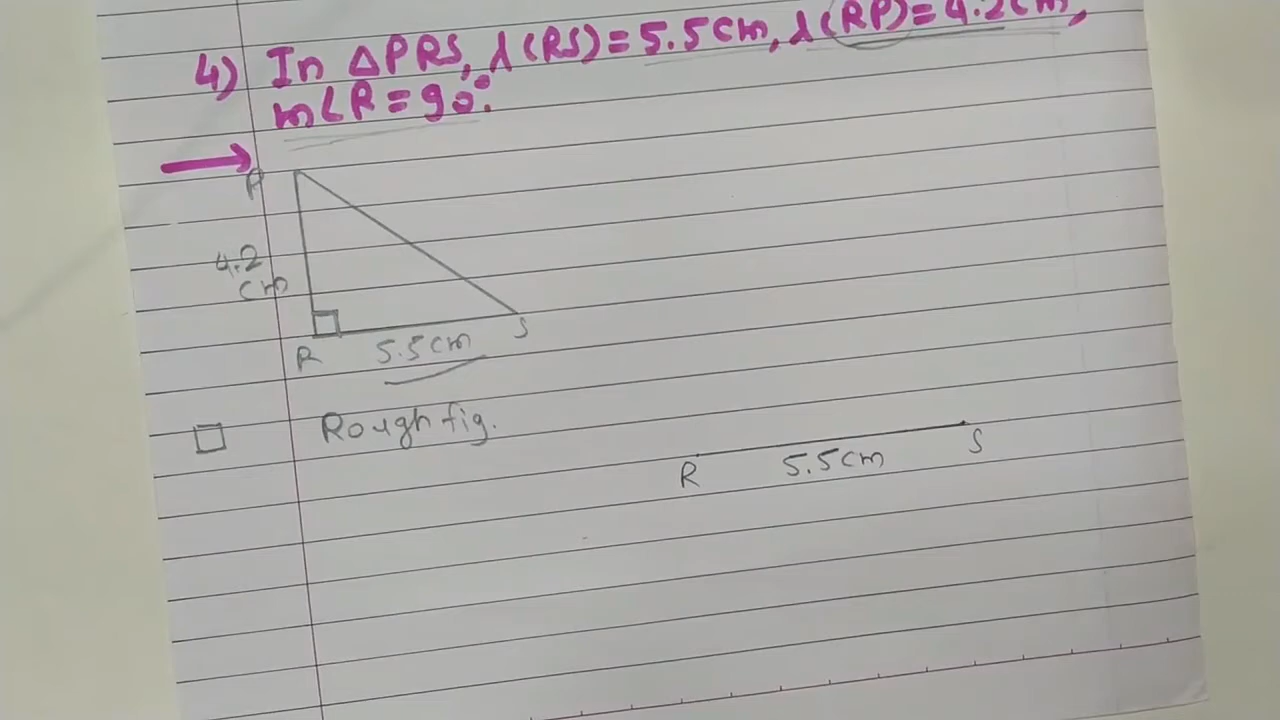 4) In △PRS, l(RS)=5.5cm, l(RP)=4.2cm,
m∠R=90°.
P
4.2
cm
R 5.5cm S
Rough fig.
R 5.5cm S